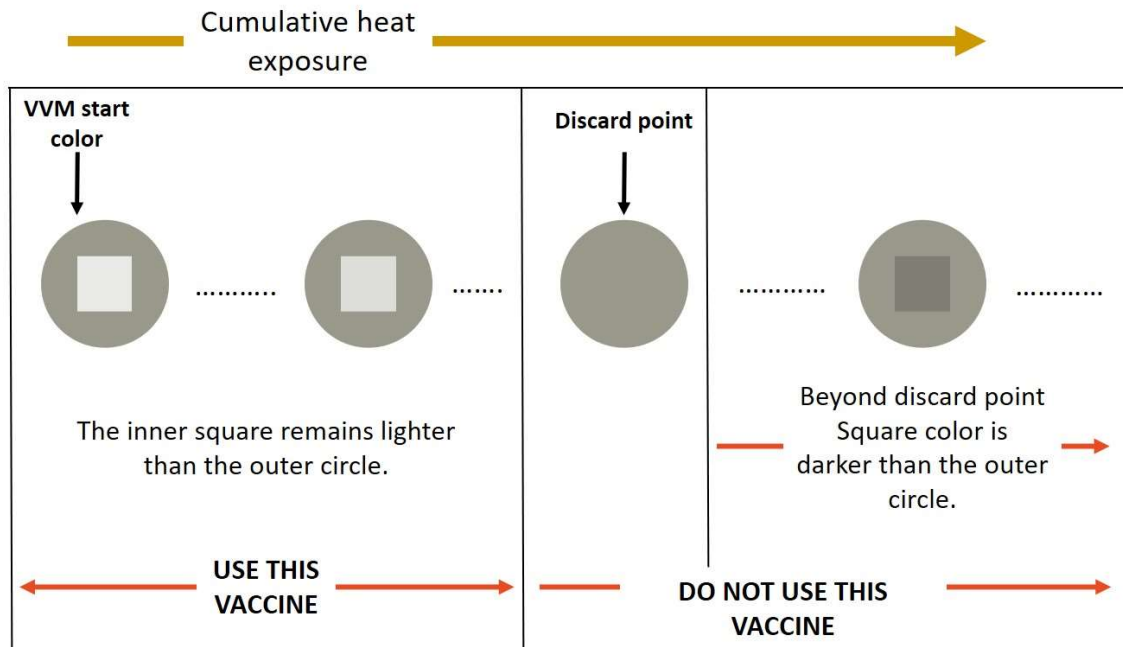 Cumulative heat
exposure
VVM start
color
Discard point
………..
…….
…………
…………
The inner square remains lighter
than the outer circle.
Beyond discard point
Square color is
darker than the outer
circle.
USE THIS
VACCINE
DO NOT USE THIS
VACCINE